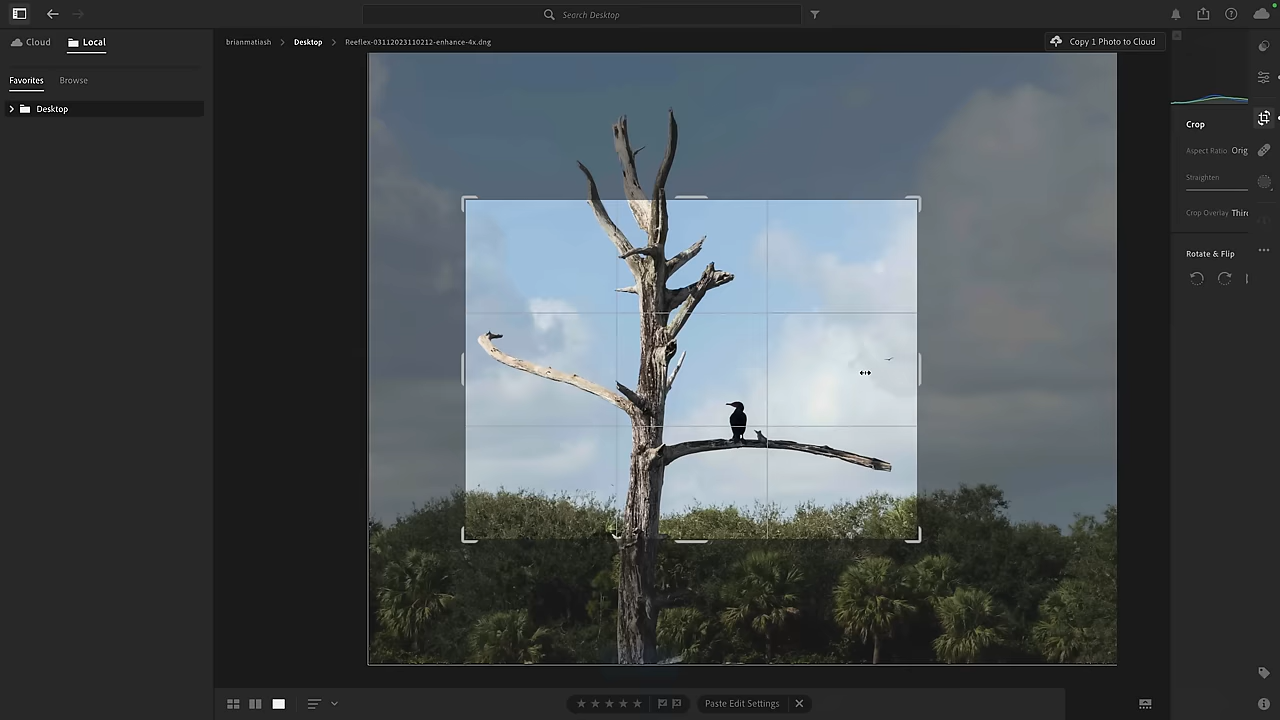 Search Desktop
Cloud
Local
brianmatiash
Desktop
Reeflex-03112023110212-enhance-4x.dng
Copy 1 Photo to Cloud
Favorites
Browse
Desktop
Crop
Aspect Ratio Orig
Straighten
Crop Overlay Thir
Rotate & Flip
Paste Edit Settings